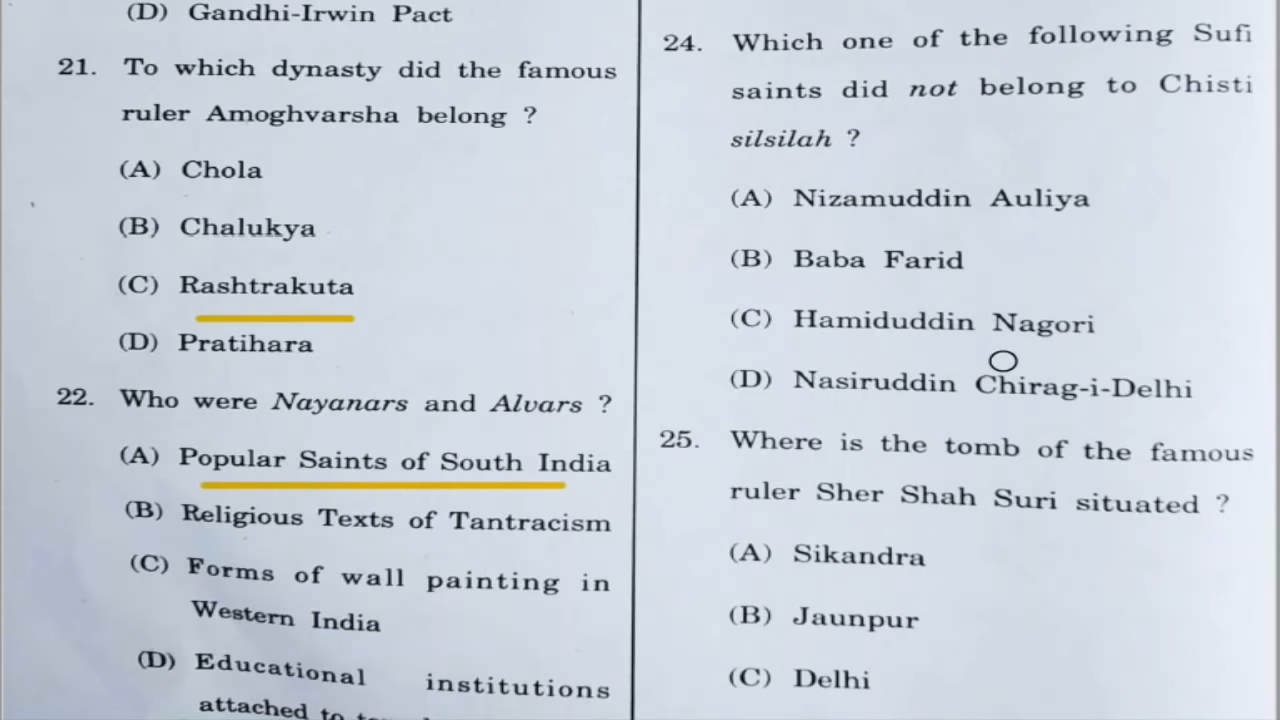 (D) Gandhi-Irwin Pact
21. To which dynasty did the famous
ruler Amoghvarsha belong ?
(A) Chola
(B) Chalukya
(C) Rashtrakuta
(D) Pratihara
22. Who were Nayanars and Alvars ?
(A) Popular Saints of South India
(B) Religious Texts of Tantracism
(C) Forms of wall painting in
Western India
(D) Educational institutions
attached to
24. Which one of the following Sufi
saints did not belong to Chisti
silsilah ?
(A) Nizamuddin Auliya
(B) Baba Farid
(C) Hamiduddin Nagori
(D) Nasiruddin Chirag-i-Delhi
25. Where is the tomb of the famous
ruler Sher Shah Suri situated ?
(A) Sikandra
(B) Jaunpur
(C) Delhi